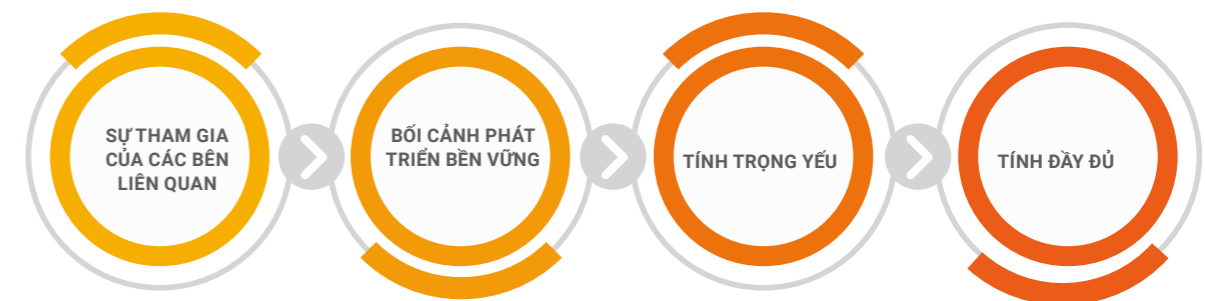 SỰ THAM GIA
CỦA CÁC BÊN
LIÊN QUAN
BỐI CẢNH PHÁT
TRIỂN BỀN VỮNG
TÍNH TRỌNG YẾU
TÍNH ĐẦY ĐỦ